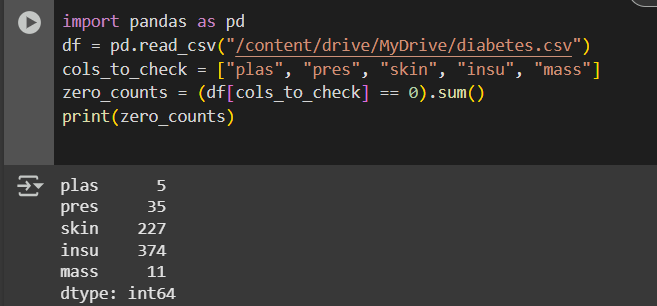 import pandas as pd
df = pd.read_csv("/content/drive/MyDrive/diabetes.csv")
cols_to_check = ["plas", "pres", "skin", "insu", "mass"]
zero_counts = (df[cols_to_check] == 0).sum()
print(zero_counts)
plas      5
pres     35
skin    227
insu    374
mass     11
dtype: int64